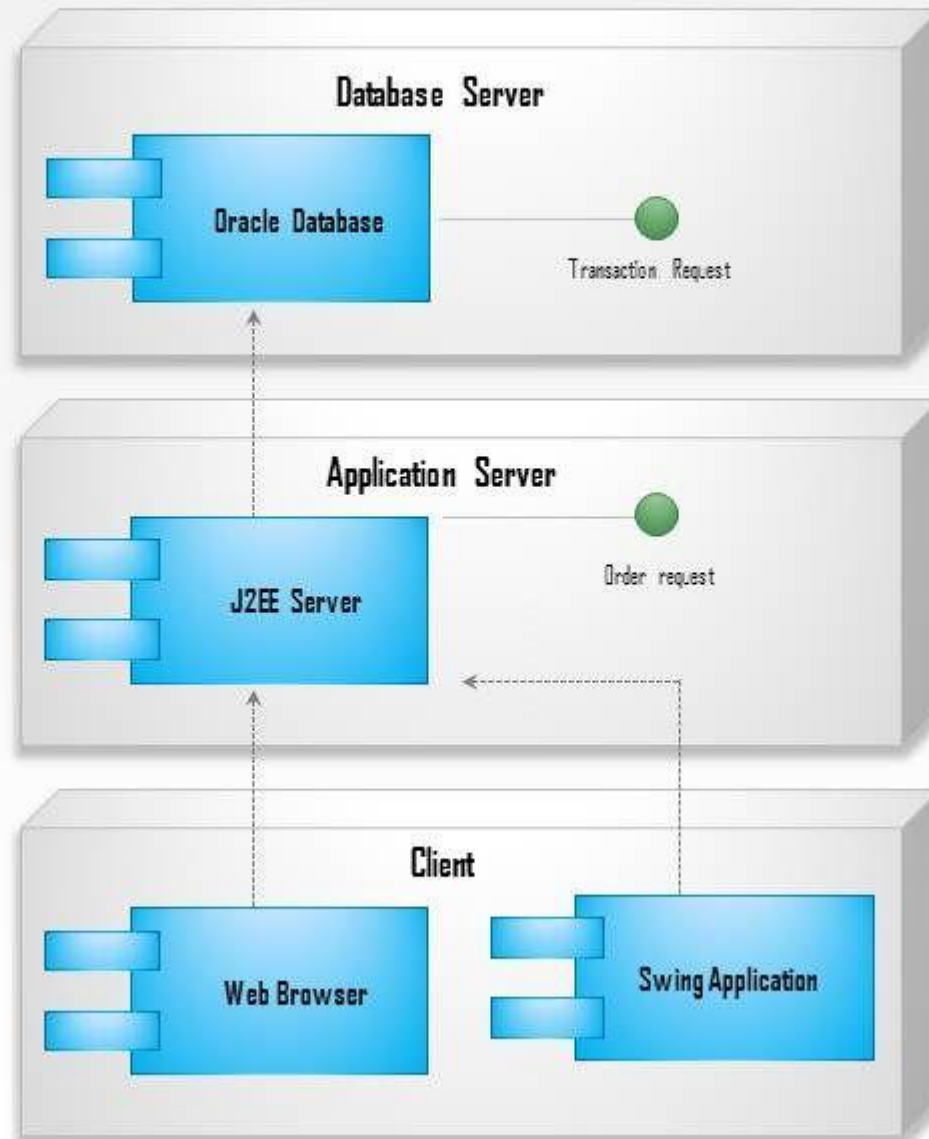 Database Server
Oracle Database
Transaction Request
Application Server
Order request
J2EE Server
Client
Web Browser
Swing Application